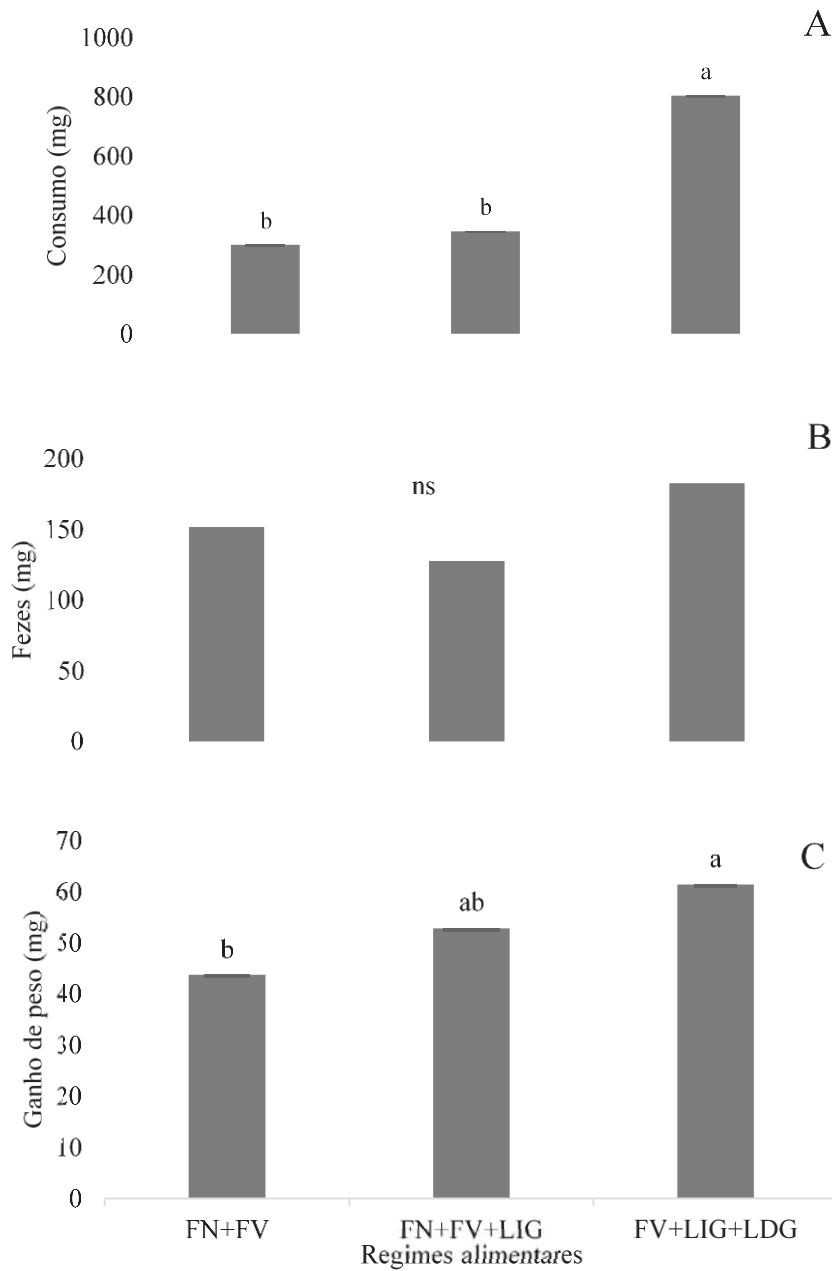 A
1000
800
600
400
200
0
Consumo (mg)
b
b
a
B
200
150
100
50
0
Fezes (mg)
ns
C
70
60
50
40
30
20
10
0
Ganho de peso (mg)
b
ab
a
FN+FV FN+FV+LIG FV+LIG+LDG
Regimes alimentares